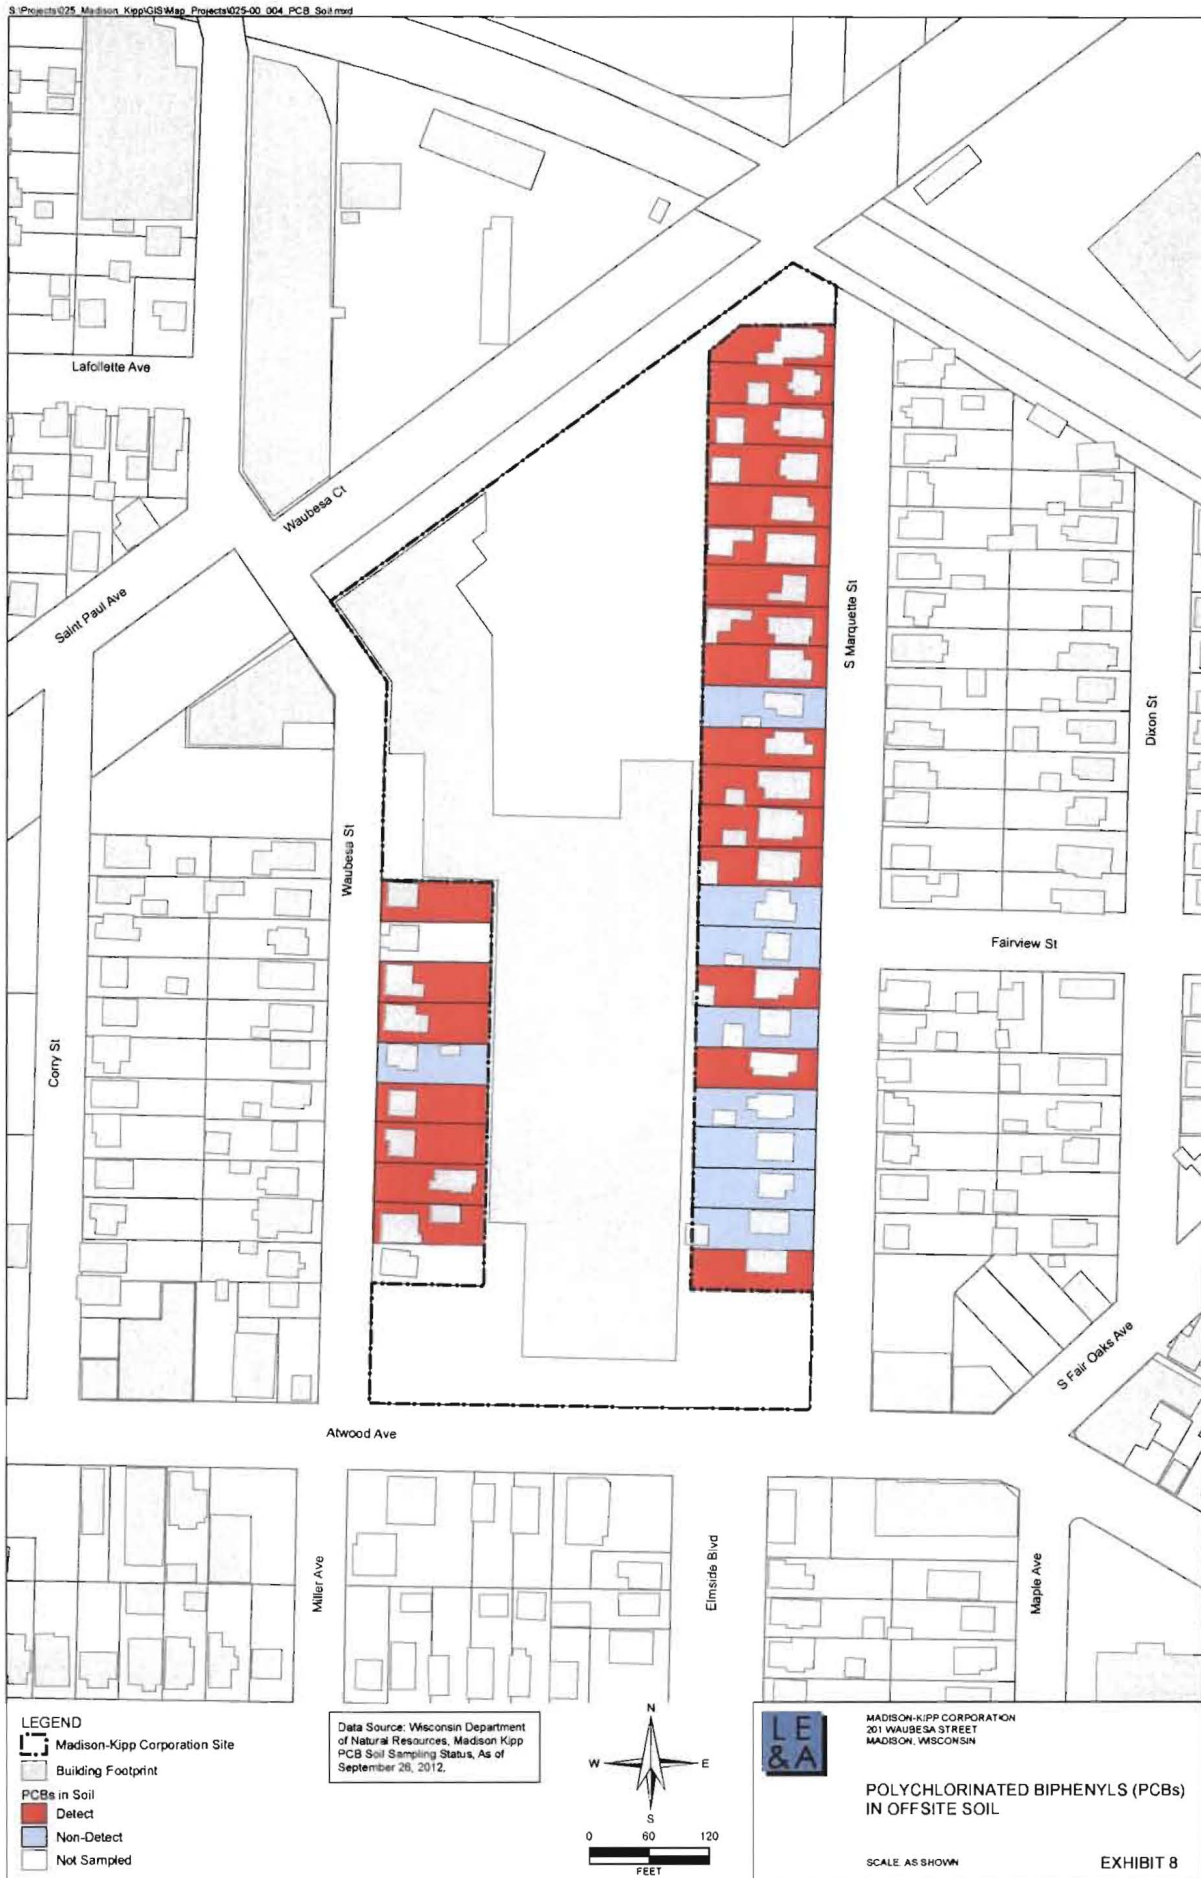 S:\Projects\025_Madison_Kipp\GIS\Map_Projects\025-00_004_PCB_Soil.mxd
Lafollette Ave
Waubesa Ct
Saint Paul Ave
S Marquette St
Dixon St
Waubesa St
Fairview St
Corry St
S Fair Oaks Ave
Atwood Ave
Miller Ave
Elmside Blvd
Maple Ave
LEGEND
Madison-Kipp Corporation Site
Building Footprint
PCBs in Soil
Detect
Non-Detect
Not Sampled
Data Source: Wisconsin Department
of Natural Resources, Madison Kipp
PCB Soil Sampling Status, As of
September 26, 2012.
N
W
E
S
0 60 120
FEET
LE
&A
MADISON-KIPP CORPORATION
201 WAUBESA STREET
MADISON, WISCONSIN
POLYCHLORINATED BIPHENYLS (PCBs)
IN OFFSITE SOIL
SCALE AS SHOWN
EXHIBIT 8